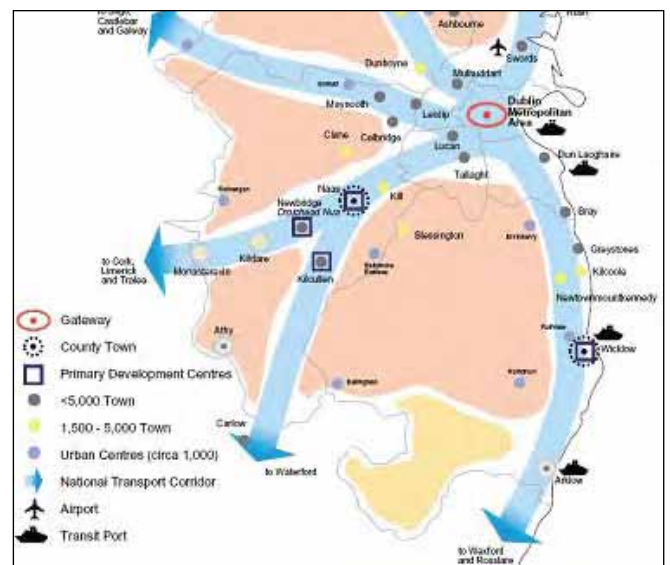 Castlebar
and Galway
Ashbourne
Dunboyne
Swords
Mulhuddart
Maynooth
Leixlip
Dublin
Metropolitan
Area
Clane
Celbridge
Lucan
Tallaght
Dun Laoghaire
Naas
Kill
Newbridge
Droichead Nua
Bray
Blessington
Greystones
to Cork,
Limerick
and Tralee
Monasterevin
Kildare
Kilcullen
Kilcoole
Newtownmountkennedy
Gateway
County Town
Primary Development Centres
<5,000 Town
1,500 - 5,000 Town
Urban Centres (circa 1,000)
National Transport Corridor
Airport
Transit Port
Athy
Wicklow
Carlow
to Waterford
Arklow
to Wexford
and Rosslare